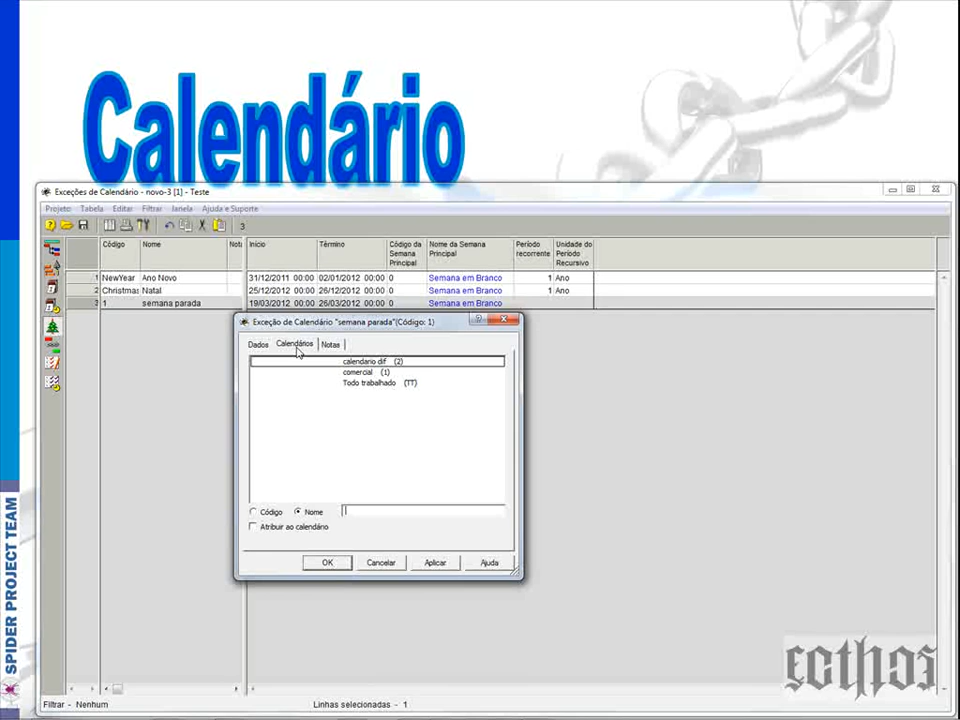 Calendário
Exceções de Calendário - novo-3 [1] - Teste
Projeto Tabela Editar Filtrar Janela Ajuda e Suporte
3
Código Nome Nota Início Término Código da Semana Principal Nome da Semana Principal Período recorrente Unidade do Período Recursivo
1 NewYear Ano Novo 31/12/2011 00:00 02/01/2012 00:00 0 Semana em Branco 1 Ano
2 Christmas Natal 25/12/2012 00:00 26/12/2012 00:00 0 Semana em Branco 1 Ano
3 1 semana parada 19/03/2012 00:00 26/03/2012 00:00 0 Semana em Branco
Exceção de Calendário "semana parada"(Código: 1)
Dados Calendários Notas
calendario dif (2)
comercial (1)
Todo trabalhado (TT)
Código Nome
Atribuir ao calendário
OK Cancelar Aplicar Ajuda
SPIDER PROJECT TEAM
eothos
Filtrar - Nenhum Linhas selecionadas - 1